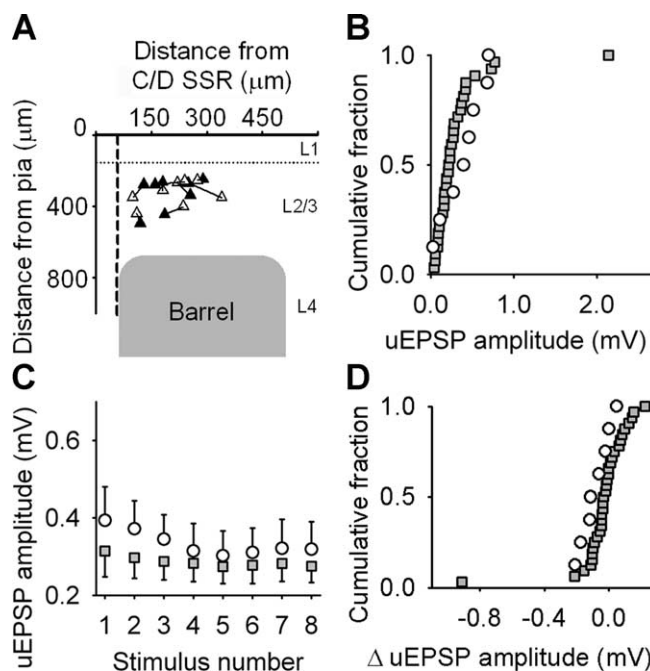 A
Distance from
C/D SSR (μm)
150 290 450
Distance from pia (μm)
0
400
800
L1
L2/3
L4
Barrel
B
Cumulative fraction
1.0
0.5
0.0
0.0 1.0 2.0
uEPSP amplitude (mV)
C
uEPSP amplitude (mV)
0.6
0.4
0.2
1 2 3 4 5 6 7 8
Stimulus number
D
Cumulative fraction
1.0
0.5
0.0
-0.8 -0.4 0.0
Δ uEPSP amplitude (mV)